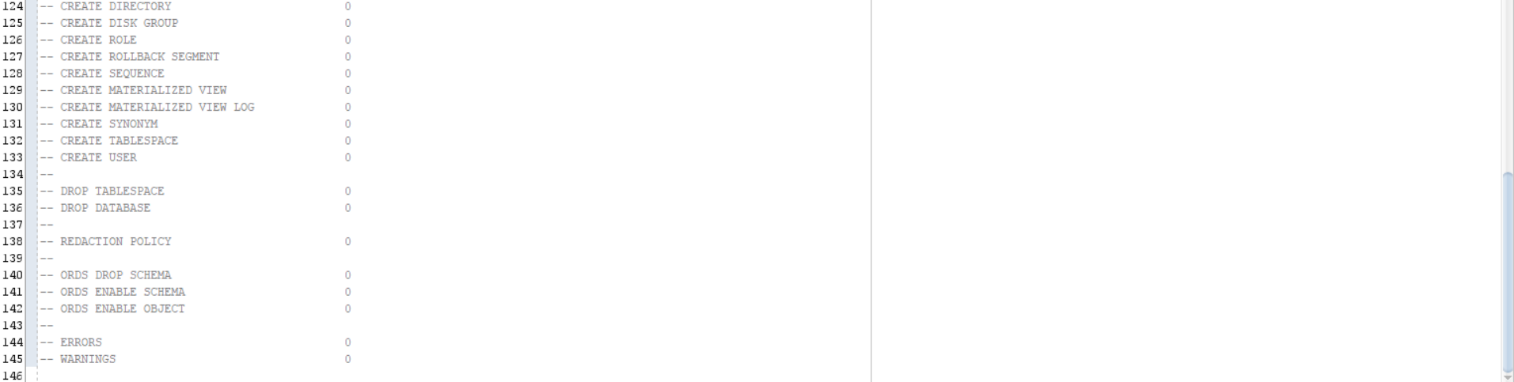 124 -- CREATE DIRECTORY 0
125 -- CREATE DISK GROUP 0
126 -- CREATE ROLE 0
127 -- CREATE ROLLBACK SEGMENT 0
128 -- CREATE SEQUENCE 0
129 -- CREATE MATERIALIZED VIEW 0
130 -- CREATE MATERIALIZED VIEW LOG 0
131 -- CREATE SYNONYM 0
132 -- CREATE TABLESPACE 0
133 -- CREATE USER 0
134 --
135 -- DROP TABLESPACE 0
136 -- DROP DATABASE 0
137 --
138 -- REDACTION POLICY 0
139 --
140 -- ORDS DROP SCHEMA 0
141 -- ORDS ENABLE SCHEMA 0
142 -- ORDS ENABLE OBJECT 0
143 --
144 -- ERRORS 0
145 -- WARNINGS 0
146